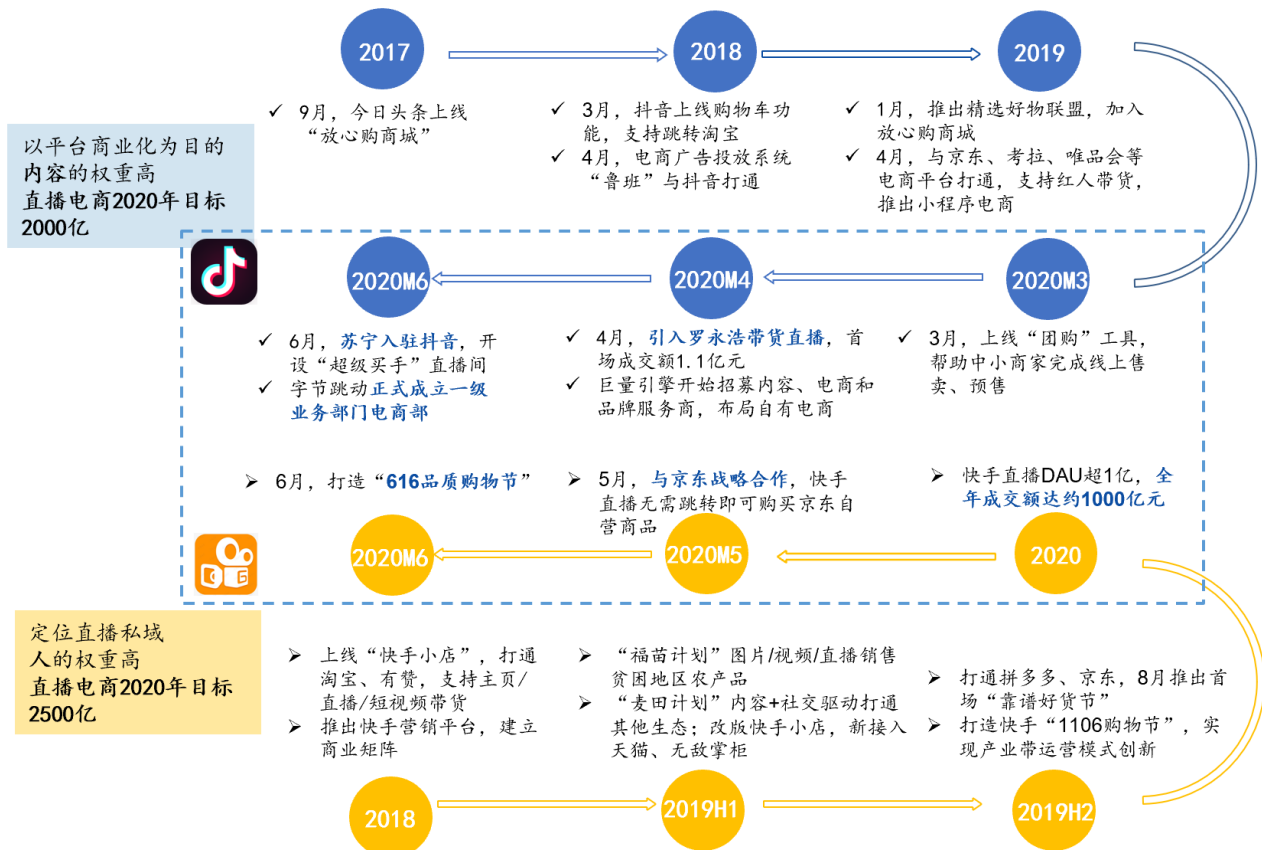 2017
2018
2019
✓ 9月，今日头条上线
“放心购商城”
✓ 3月，抖音上线购物车功
能，支持跳转淘宝
✓ 4月，电商广告投放系统
“鲁班”与抖音打通
✓ 1月，推出精选好物联盟，加入
放心购商城
✓ 4月，与京东、考拉、唯品会等
电商平台打通，支持红人带货，
推出小程序电商
以平台商业化为目的
内容的权重高
直播电商2020年目标
2000亿
2020M6
2020M4
2020M3
✓ 6月，苏宁入驻抖音，开
设“超级买手”直播间
✓ 字节跳动正式成立一级
业务部门电商部
✓ 4月，引入罗永浩带货直播，首
场成交额1.1亿元
✓ 巨量引擎开始招募内容、电商和
品牌服务商，布局自有电商
✓ 3月，上线“团购”工具，
帮助中小商家完成线上售
卖、预售
➢ 6月，打造“616品质购物节”
➢ 5月，与京东战略合作，快手
直播无需跳转即可购买京东自
营商品
➢ 快手直播DAU超1亿，全
年成交额达约1000亿元
2020M6
2020M5
2020
定位直播私域
人的权重高
直播电商2020年目标
2500亿
➢ 上线“快手小店”，打通
淘宝、有赞，支持主页/
直播/短视频带货
➢ 推出快手营销平台，建立
商业矩阵
➢ “福苗计划”图片/视频/直播销售
贫困地区农产品
➢ “麦田计划”内容+社交驱动打通
其他生态；改版快手小店，新接入
天猫、无敌掌柜
➢ 打通拼多多、京东，8月推出首
场“靠谱好货节”
➢ 打造快手“1106购物节”，实
现产业带运营模式创新
2018
2019H1
2019H2